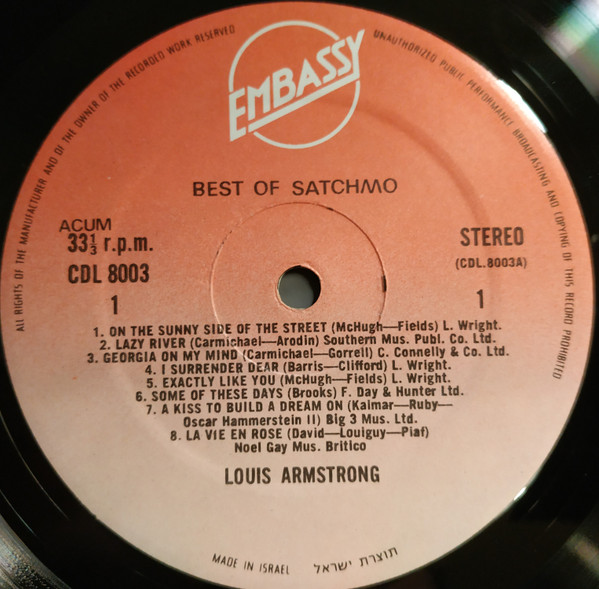 ALL RIGHTS OF THE MANUFACTURER AND OF THE OWNER OF THE RECORDED WORK RESERVED
UNAUTHORIZED PUBLIC PERFORMANCE BROADCASTING AND COPYING OF THIS RECORD PROHIBITED
EMBASSY
BEST OF SATCHMO
ACUM
33⅓ r.p.m.
STEREO
CDL 8003
(CDL.8003A)
1
1
1. ON THE SUNNY SIDE OF THE STREET (McHugh—Fields) L. Wright.
2. LAZY RIVER (Carmichael—Arodin) Southern Mus. Publ. Co. Ltd.
3. GEORGIA ON MY MIND (Carmichael—Gorrell) C. Connelly & Co. Ltd.
4. I SURRENDER DEAR (Barris—Clifford) L. Wright.
5. EXACTLY LIKE YOU (McHugh—Fields) L. Wright.
6. SOME OF THESE DAYS (Brooks) F. Day & Hunter Ltd.
7. A KISS TO BUILD A DREAM ON (Kaimar—Ruby—
Oscar Hammerstein II) Big 3 Mus. Ltd.
8. LA VIE EN ROSE (David—Louiguy—Piaf)
Noel Gay Mus. Britico
LOUIS ARMSTRONG
MADE IN ISRAEL תוצרת ישראל